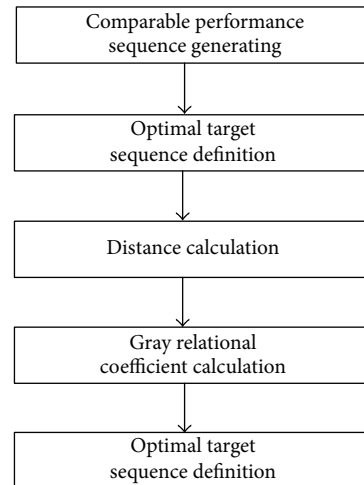 Comparable performance
sequence generating
Optimal target
sequence definition
Distance calculation
Gray relational
coefficient calculation
Optimal target
sequence definition